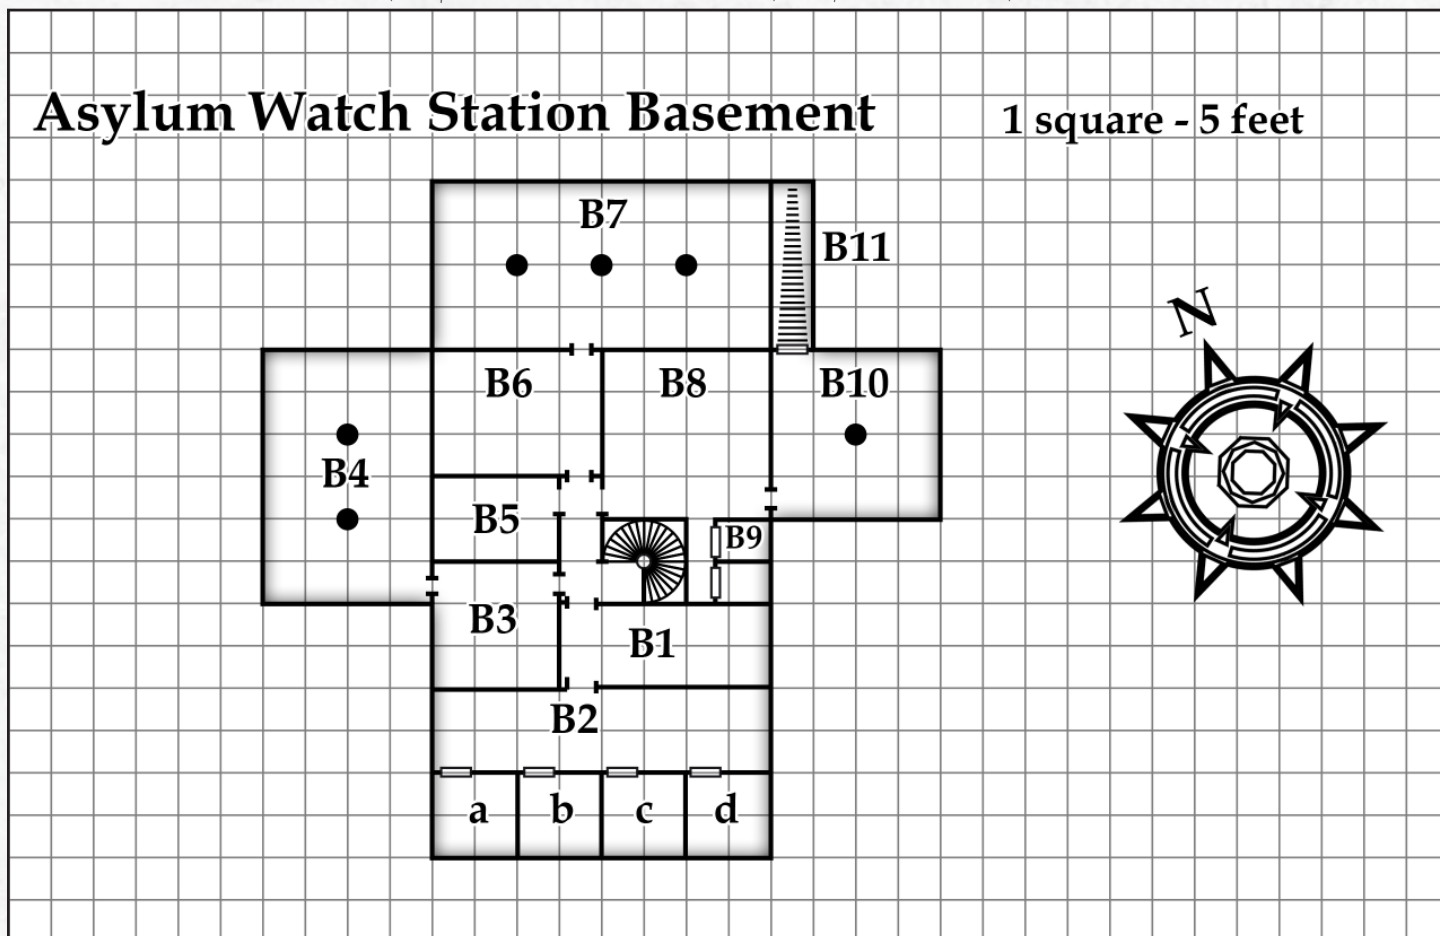 Asylum Watch Station Basement
1 square - 5 feet
B7
B11
N
B6
B8
B10
B4
B5
B9
B3
B1
B2
a b c d